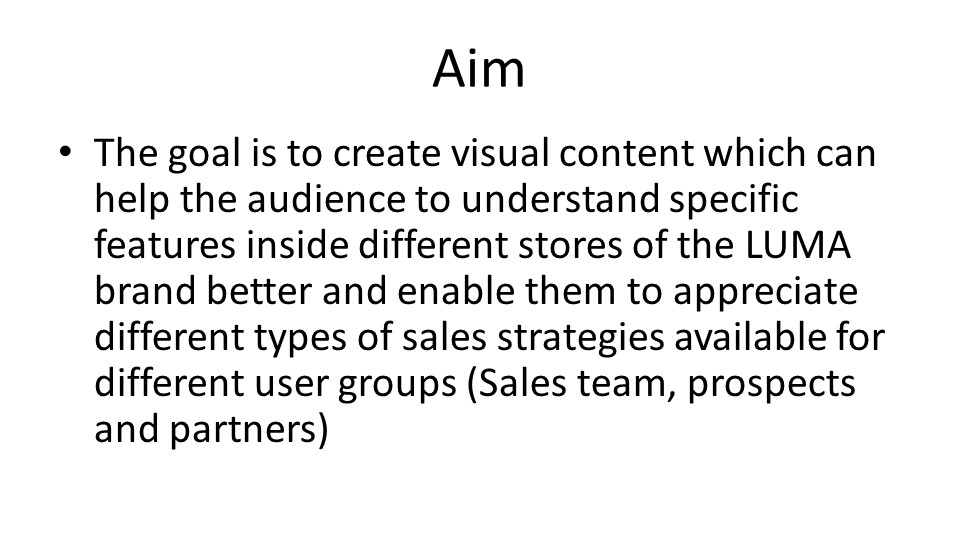 Aim
• The goal is to create visual content which can
help the audience to understand specific
features inside different stores of the LUMA
brand better and enable them to appreciate
different types of sales strategies available for
different user groups (Sales team, prospects
and partners)